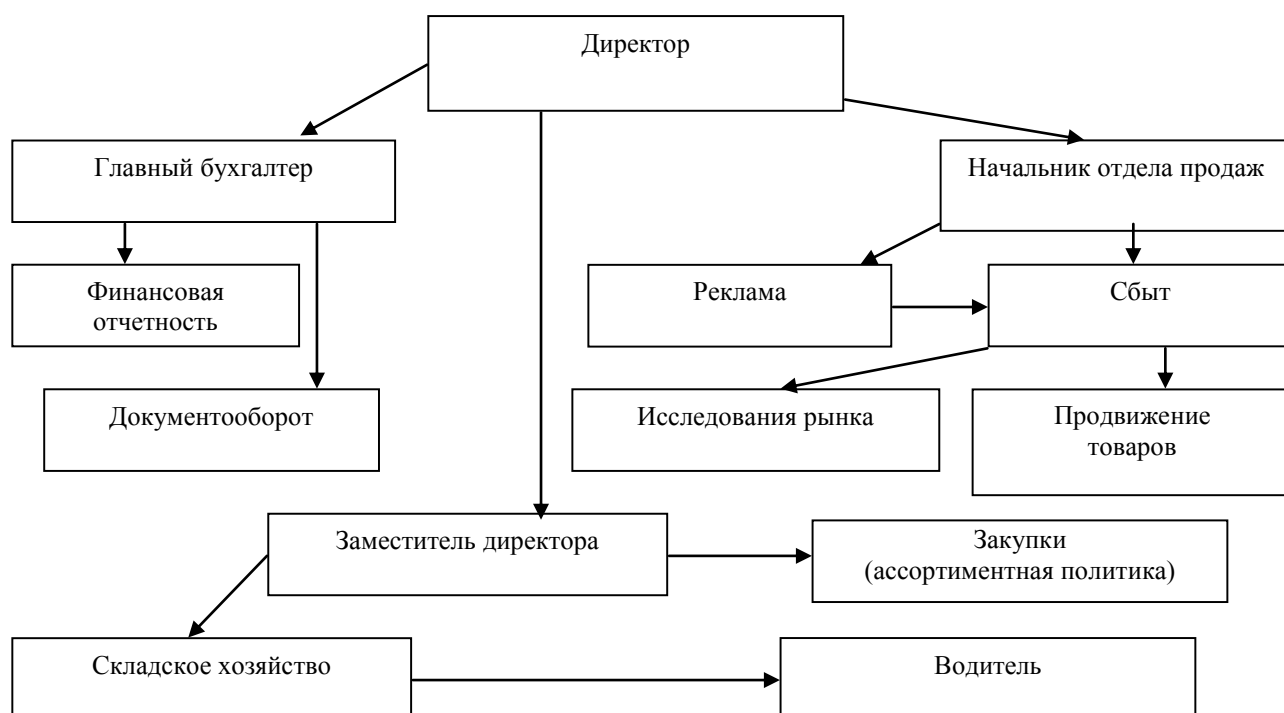 Директор
Главный бухгалтер
Начальник отдела продаж
Финансовая
отчетность
Реклама
Сбыт
Документооборот
Исследования рынка
Продвижение
товаров
Заместитель директора
Закупки
(ассортиментная политика)
Складское хозяйство
Водитель